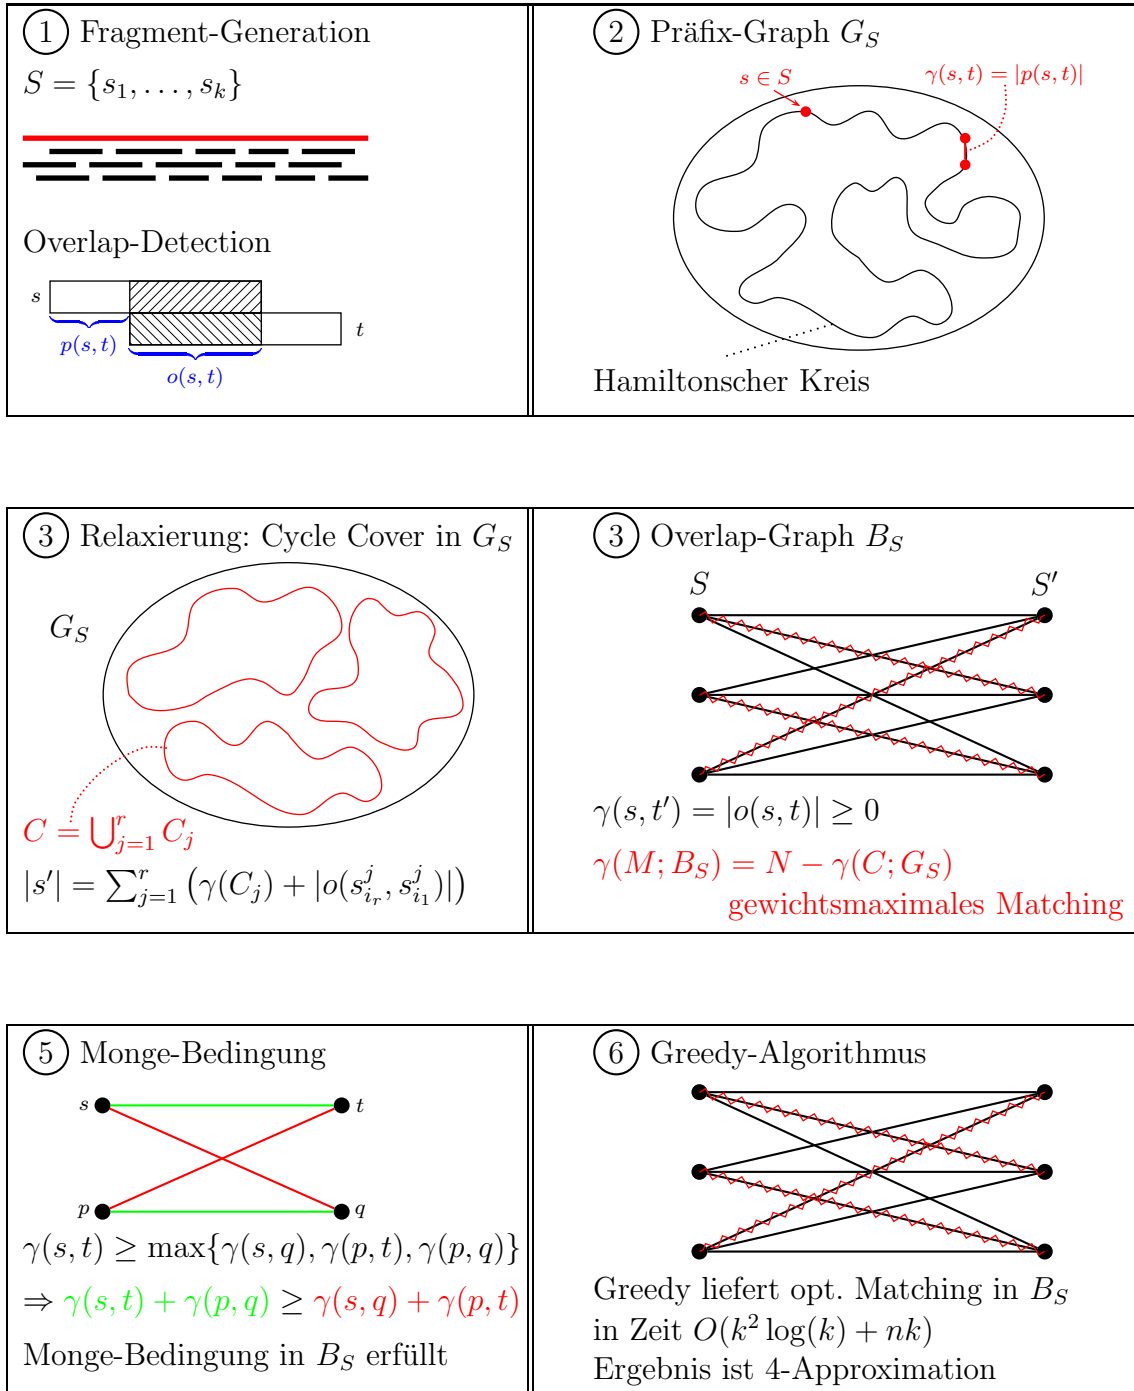 1 Fragment-Generation
S = {s_1, . . . , s_k}
Overlap-Detection
s
t
p(s, t)
o(s, t)
2 Präfix-Graph G_S
s ∈ S
γ(s, t) = |p(s, t)|
Hamiltonscher Kreis
3 Relaxierung: Cycle Cover in G_S
G_S
C = ⋃_{j=1}^{r} C_j
|s′| = ∑_{j=1}^{r} (γ(C_j) + |o(s_{i_r}^{j}, s_{i_1}^{j})|)
3 Overlap-Graph B_S
S S′
γ(s, t′) = |o(s, t)| ≥ 0
γ(M; B_S) = N − γ(C; G_S)
gewichtsmaximales Matching
5 Monge-Bedingung
s t
p q
γ(s, t) ≥ max{γ(s, q), γ(p, t), γ(p, q)}
⇒ γ(s, t) + γ(p, q) ≥ γ(s, q) + γ(p, t)
Monge-Bedingung in B_S erfüllt
6 Greedy-Algorithmus
Greedy liefert opt. Matching in B_S
in Zeit O(k² log(k) + nk)
Ergebnis ist 4-Approximation